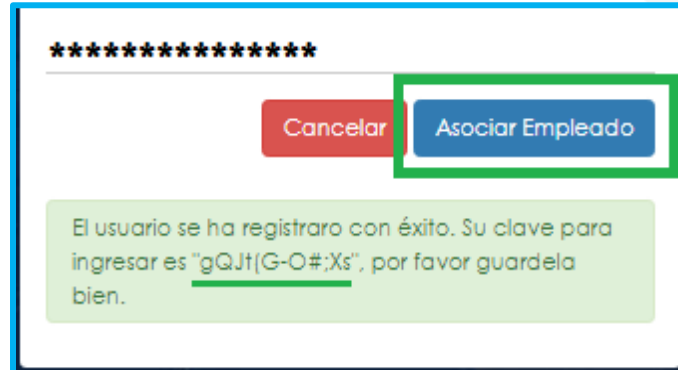 ***************
Cancelar Asociar Empleado
El usuario se ha registraro con éxito. Su clave para
ingresar es "gQJt(G-O#;Xs", por favor guardela
bien.